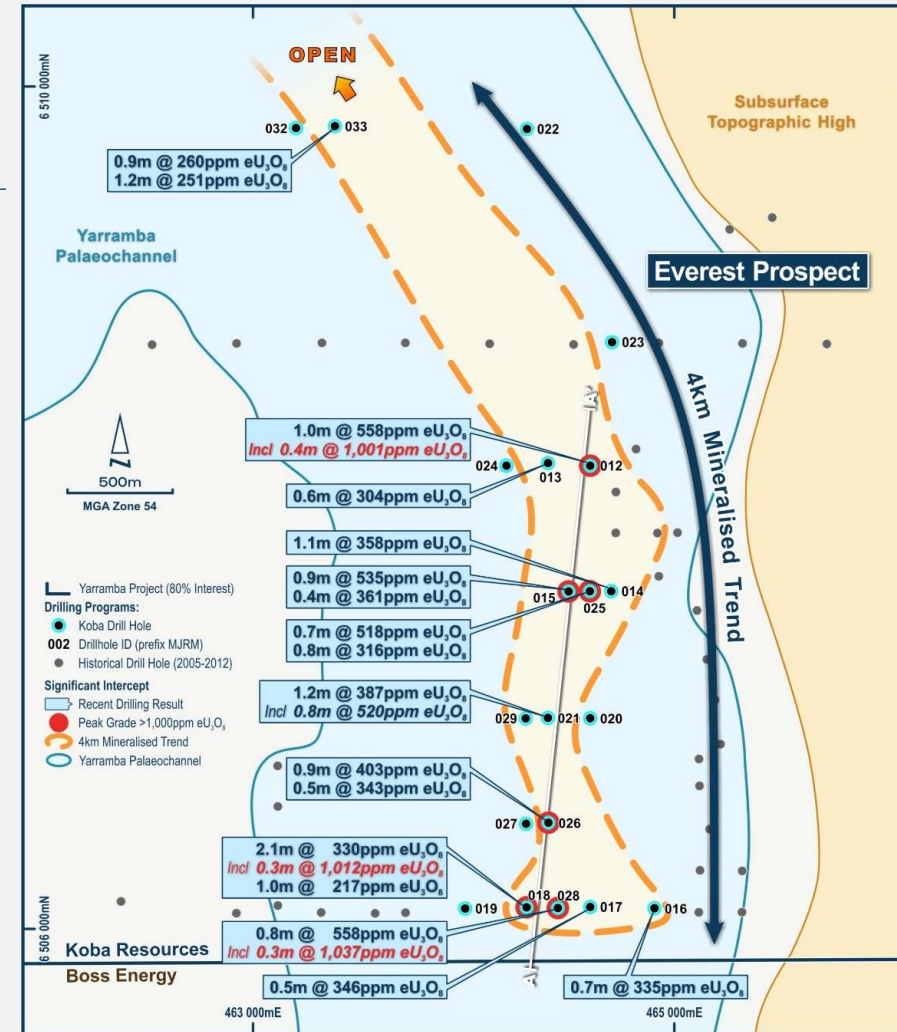 OPEN
6 510 000mN
032
033
022
Subsurface
Topographic High
0.9m @ 260ppm eU₃O₈
1.2m @ 251ppm eU₃O₈
Yarramba
Palaeochannel
Everest Prospect
023
4km Mineralised Trend
A'
1.0m @ 558ppm eU₃O₈
Incl 0.4m @ 1,001ppm eU₃O₈
024
013
012
0.6m @ 304ppm eU₃O₈
N
500m
MGA Zone 54
1.1m @ 358ppm eU₃O₈
0.9m @ 535ppm eU₃O₈
0.4m @ 361ppm eU₃O₈
015
025
014
0.7m @ 518ppm eU₃O₈
0.8m @ 316ppm eU₃O₈
Yarramba Project (80% Interest)
Drilling Programs:
Koba Drill Hole
002 Drillhole ID (prefix MJRM)
Historical Drill Hole (2005-2012)
Significant Intercept
Recent Drilling Result
Peak Grade >1,000ppm eU₃O₈
4km Mineralised Trend
Yarramba Palaeochannel
1.2m @ 387ppm eU₃O₈
Incl 0.8m @ 520ppm eU₃O₈
029
021
020
0.9m @ 403ppm eU₃O₈
0.5m @ 343ppm eU₃O₈
027
026
2.1m @ 330ppm eU₃O₈
Incl 0.3m @ 1,012ppm eU₃O₈
1.0m @ 217ppm eU₃O₈
018
028
019
017
016
0.8m @ 558ppm eU₃O₈
Incl 0.3m @ 1,037ppm eU₃O₈
6 506 000mN
Koba Resources
Boss Energy
A
0.5m @ 346ppm eU₃O₈
0.7m @ 335ppm eU₃O₈
463 000mE
465 000mE